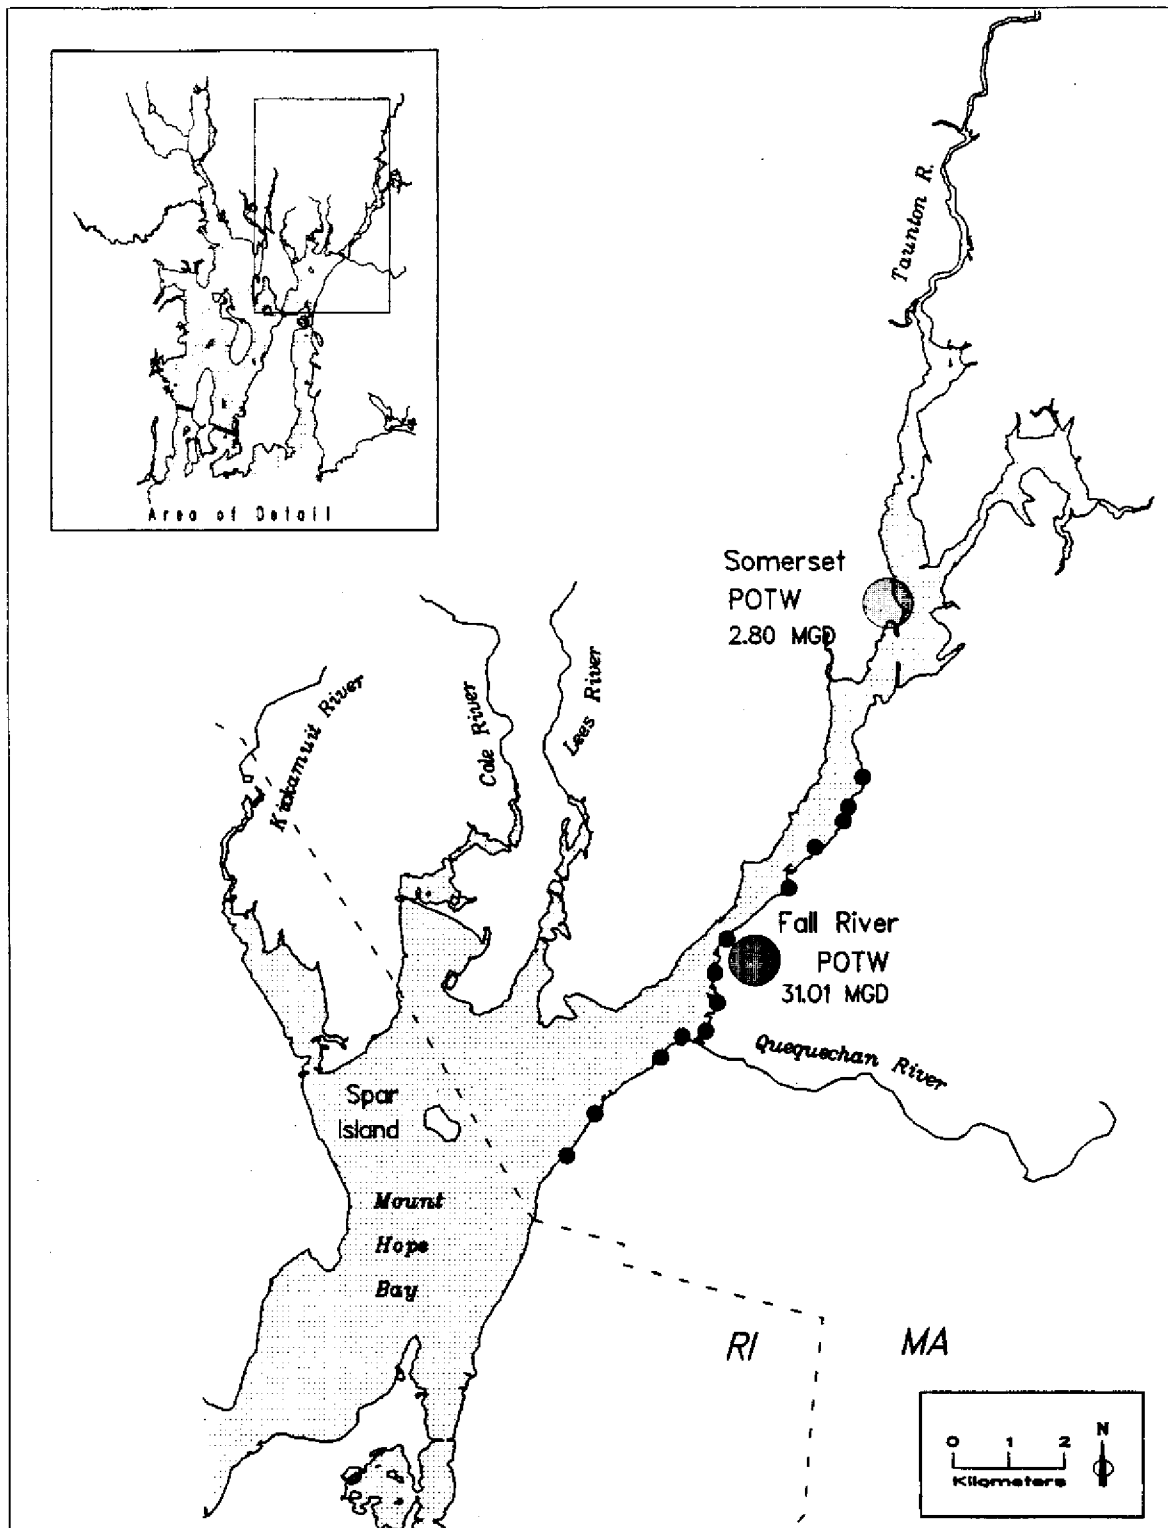 Area of Detail
Taunton R.
Somerset
POTW
2.80 MGD
Kickamuit River
Cole River
Lees River
Fall River
POTW
31.01 MGD
Quequechan River
Spar
Island
Mount
Hope
Bay
RI
MA
0 1 2
Kilometers
N